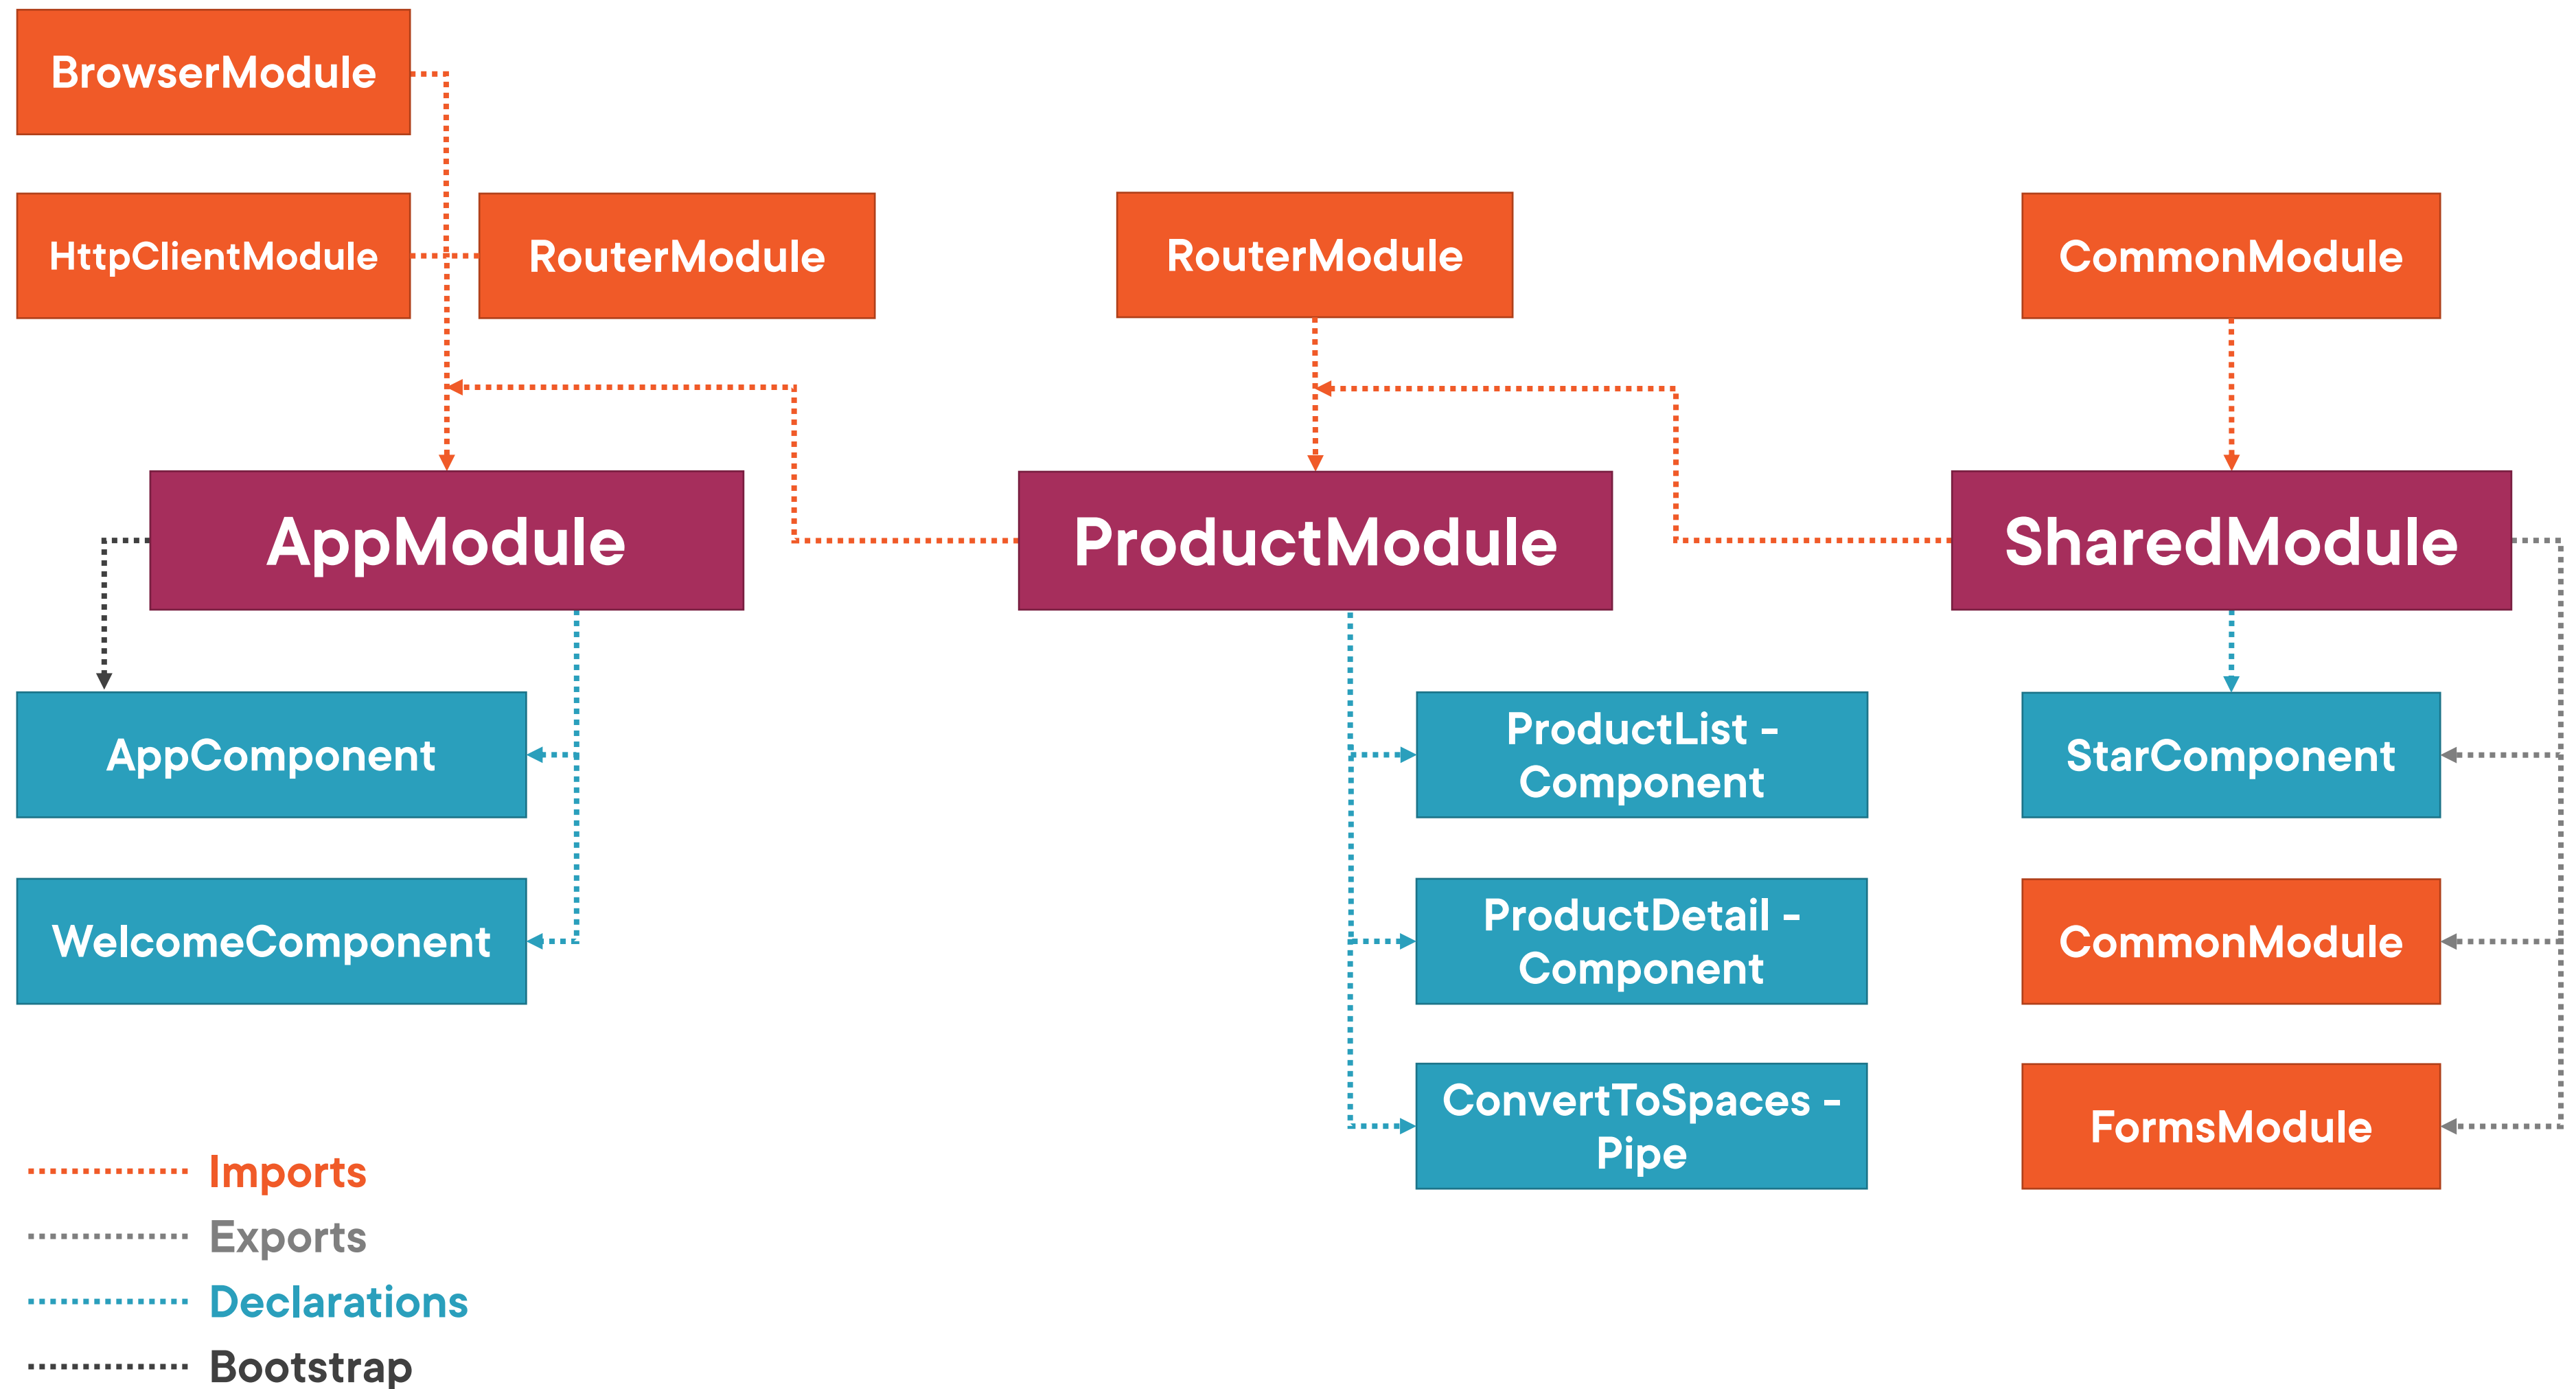 BrowserModule
HttpClientModule
RouterModule
RouterModule
CommonModule
AppModule
ProductModule
SharedModule
AppComponent
ProductList -
Component
StarComponent
WelcomeComponent
ProductDetail -
Component
CommonModule
ConvertToSpaces -
Pipe
FormsModule
Imports
Exports
Declarations
Bootstrap